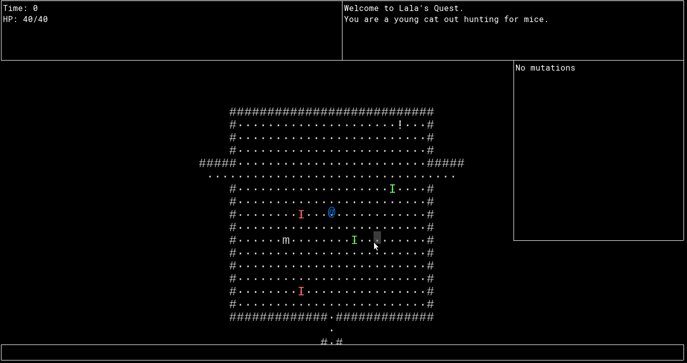 Time: 0
HP: 40/40
Welcome to Lala's Quest.
You are a young cat out hunting for mice.
No mutations